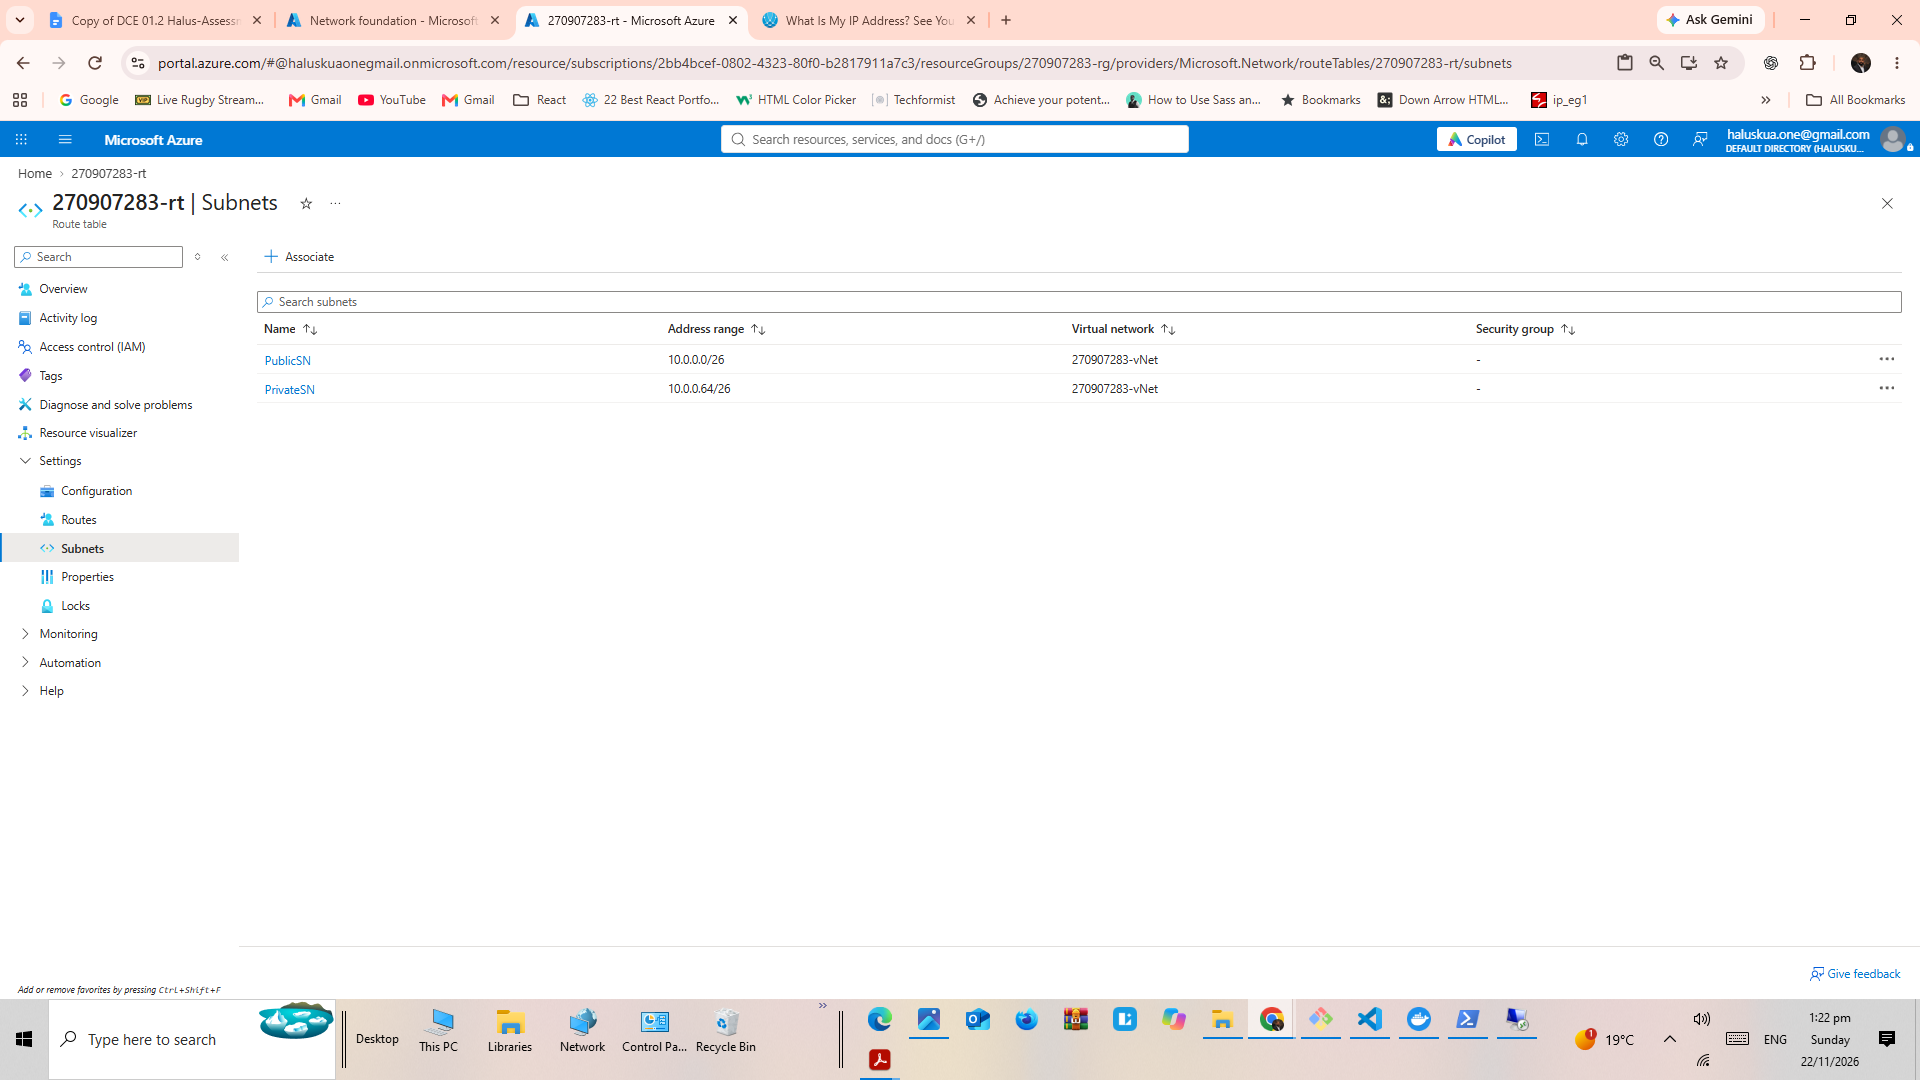 Copy of DCE 01.2 Halus-Assessm
Network foundation - Microsoft
270907283-rt - Microsoft Azure
What Is My IP Address? See You
Ask Gemini
portal.azure.com/#@haluskuaonegmail.onmicrosoft.com/resource/subscriptions/2bb4bcef-0802-4323-80f0-b2817911a7c3/resourceGroups/270907283-rg/providers/Microsoft.Network/routeTables/270907283-rt/subnets
Google
Live Rugby Stream...
Gmail
YouTube
Gmail
React
22 Best React Portfo...
HTML Color Picker
Techformist
Achieve your potent...
How to Use Sass an...
Bookmarks
Down Arrow HTML...
ip_eg1
All Bookmarks
Microsoft Azure
Search resources, services, and docs (G+/)
Copilot
haluskua.one@gmail.com
DEFAULT DIRECTORY (HALUSKU...
Home > 270907283-rt
270907283-rt | Subnets
Route table
Search
Associate
Overview
Activity log
Access control (IAM)
Tags
Diagnose and solve problems
Resource visualizer
Settings
Configuration
Routes
Subnets
Properties
Locks
Monitoring
Automation
Help
Search subnets
Name Address range Virtual network Security group
PublicSN 10.0.0.0/26 270907283-vNet -
PrivateSN 10.0.0.64/26 270907283-vNet -
Give feedback
Add or remove favorites by pressing Ctrl+Shift+F
Type here to search
Desktop
This PC
Libraries
Network
Control Pa...
Recycle Bin
1
19°C
ENG
1:22 pm
Sunday
22/11/2026